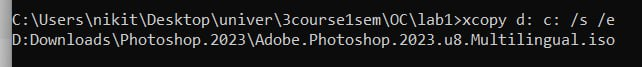 C:\Users\nikit\Desktop\univer\3course1sem\OC\lab1>xcopy d: c: /s /e
D:Downloads\Photoshop.2023\Adobe.Photoshop.2023.u8.Multilingual.iso